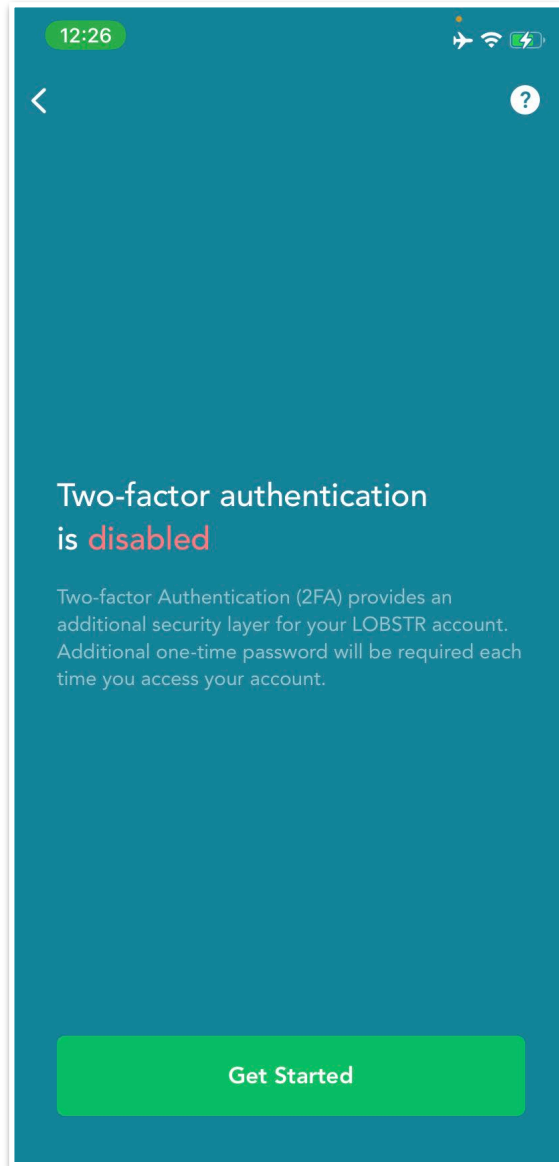 12:26
?
Two-factor authentication
is disabled
Two-factor Authentication (2FA) provides an
additional security layer for your LOBSTR account.
Additional one-time password will be required each
time you access your account.
Get Started